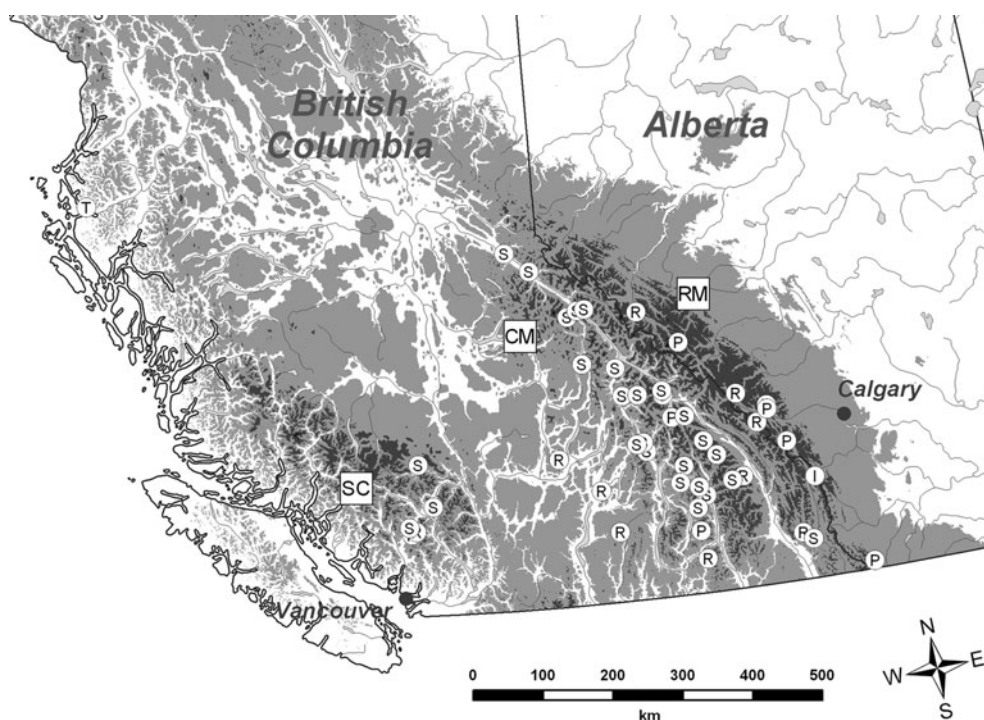 British
Columbia
Alberta
T
S
S
RM
S
S
R
CM
P
S
S
S
S
S
R
P
Calgary
P
S
R
S
S
P
R
S
S
S
S
R
I
SC
R
S
S
S
S
S
R
R
P
R
S
R
P
Vancouver
N
W
E
S
0
100
200
300
400
500
km